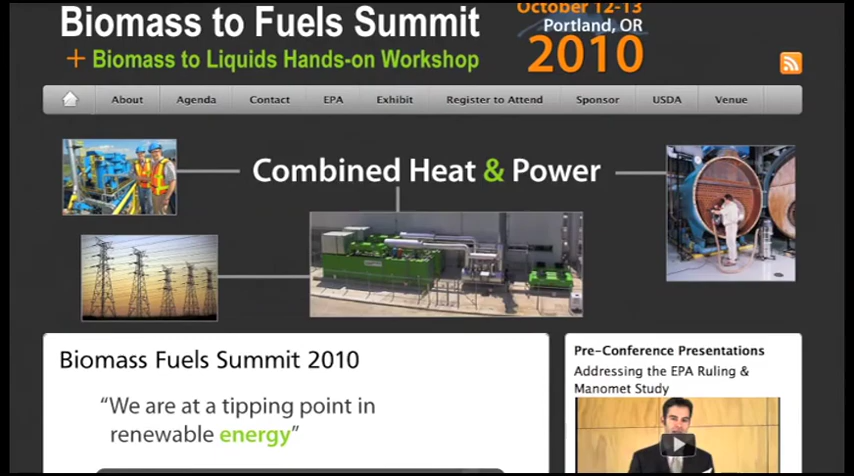 Biomass to Fuels Summit
+ Biomass to Liquids Hands-on Workshop
October 12-13
Portland, OR
2010
About Agenda Contact EPA Exhibit Register to Attend Sponsor USDA Venue
Combined Heat & Power
Biomass Fuels Summit 2010
“We are at a tipping point in
renewable energy”
Pre-Conference Presentations
Addressing the EPA Ruling &
Manomet Study